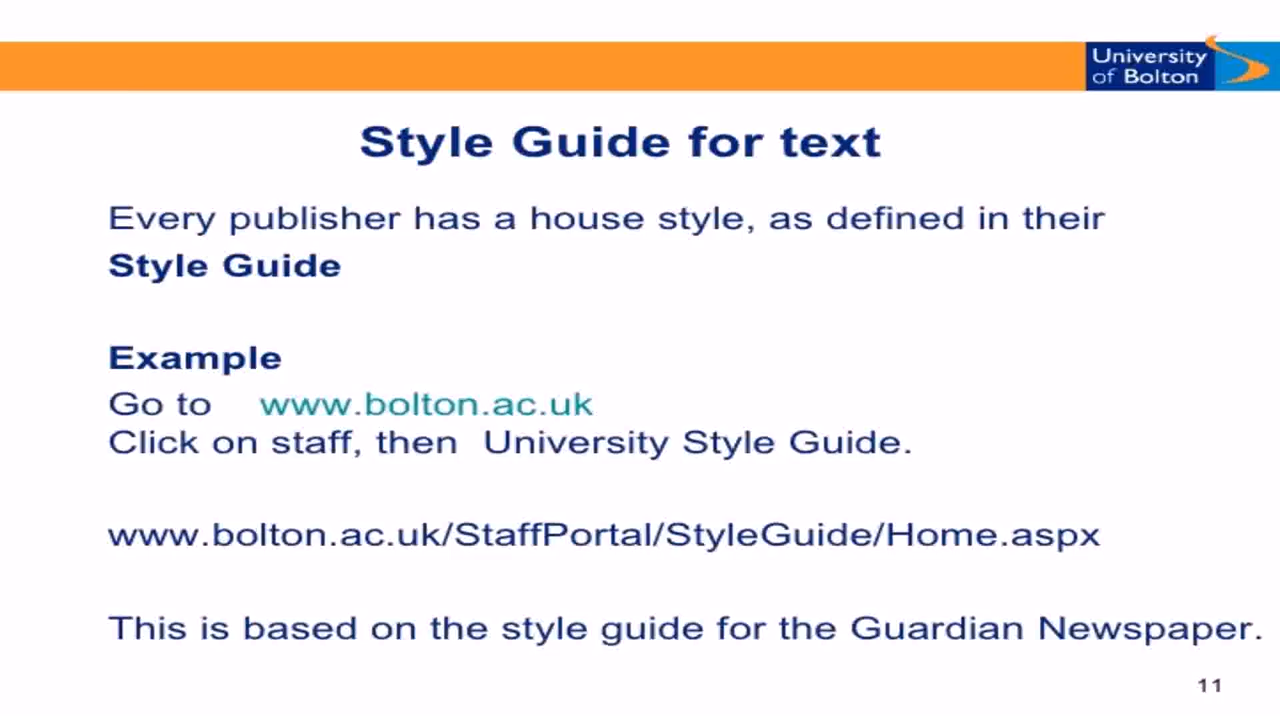 University
of Bolton
Style Guide for text
Every publisher has a house style, as defined in their
Style Guide
Example
Go to www.bolton.ac.uk
Click on staff, then University Style Guide.
www.bolton.ac.uk/StaffPortal/StyleGuide/Home.aspx
This is based on the style guide for the Guardian Newspaper.
11